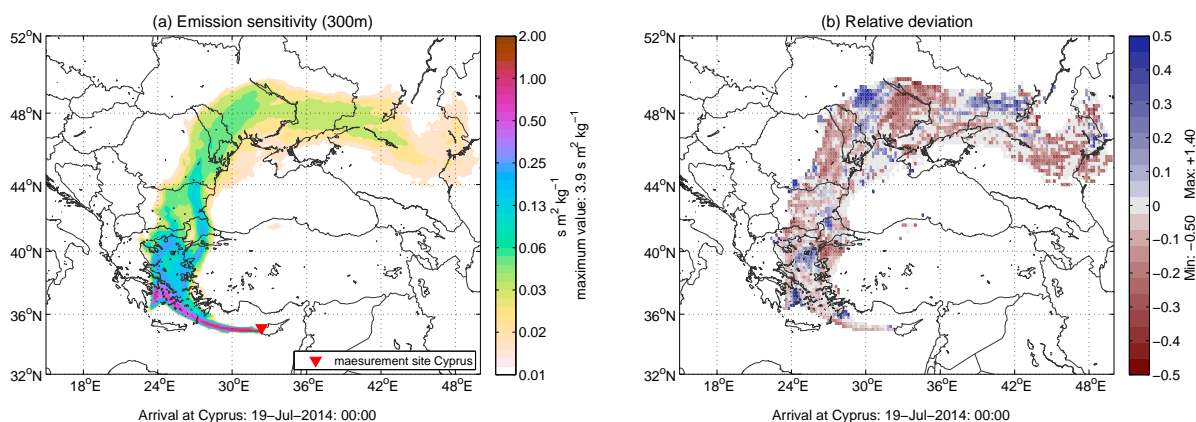 (a) Emission sensitivity (300m)
52°N
48°N
44°N
40°N
36°N
32°N
18°E
24°E
30°E
36°E
42°E
48°E
maesurement site Cyprus
Arrival at Cyprus: 19−Jul−2014: 00:00
2.00
1.00
0.50
0.25
0.13
0.06
0.03
0.02
0.01
s m² kg⁻¹
maximum value: 3.9 s m² kg⁻¹
(b) Relative deviation
52°N
48°N
44°N
40°N
36°N
32°N
18°E
24°E
30°E
36°E
42°E
48°E
Arrival at Cyprus: 19−Jul−2014: 00:00
0.5
0.4
0.3
0.2
0.1
0
−0.1
−0.2
−0.3
−0.4
−0.5
Min: −0.50 Max: +1.40